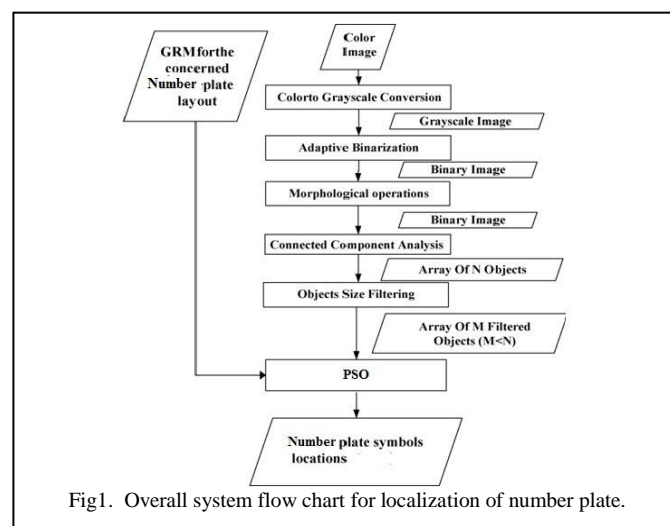 GRM forthe
concerned
Number plate
layout
Color
Image
Colorto Grayscale Conversion
Grayscale Image
Adaptive Binarization
Binary Image
Morphological operations
Binary Image
Connected Component Analysis
Array Of N Objects
Objects Size Filtering
Array Of M Filtered
Objects (M<N)
PSO
Number plate symbols
locations
Fig1. Overall system flow chart for localization of number plate.